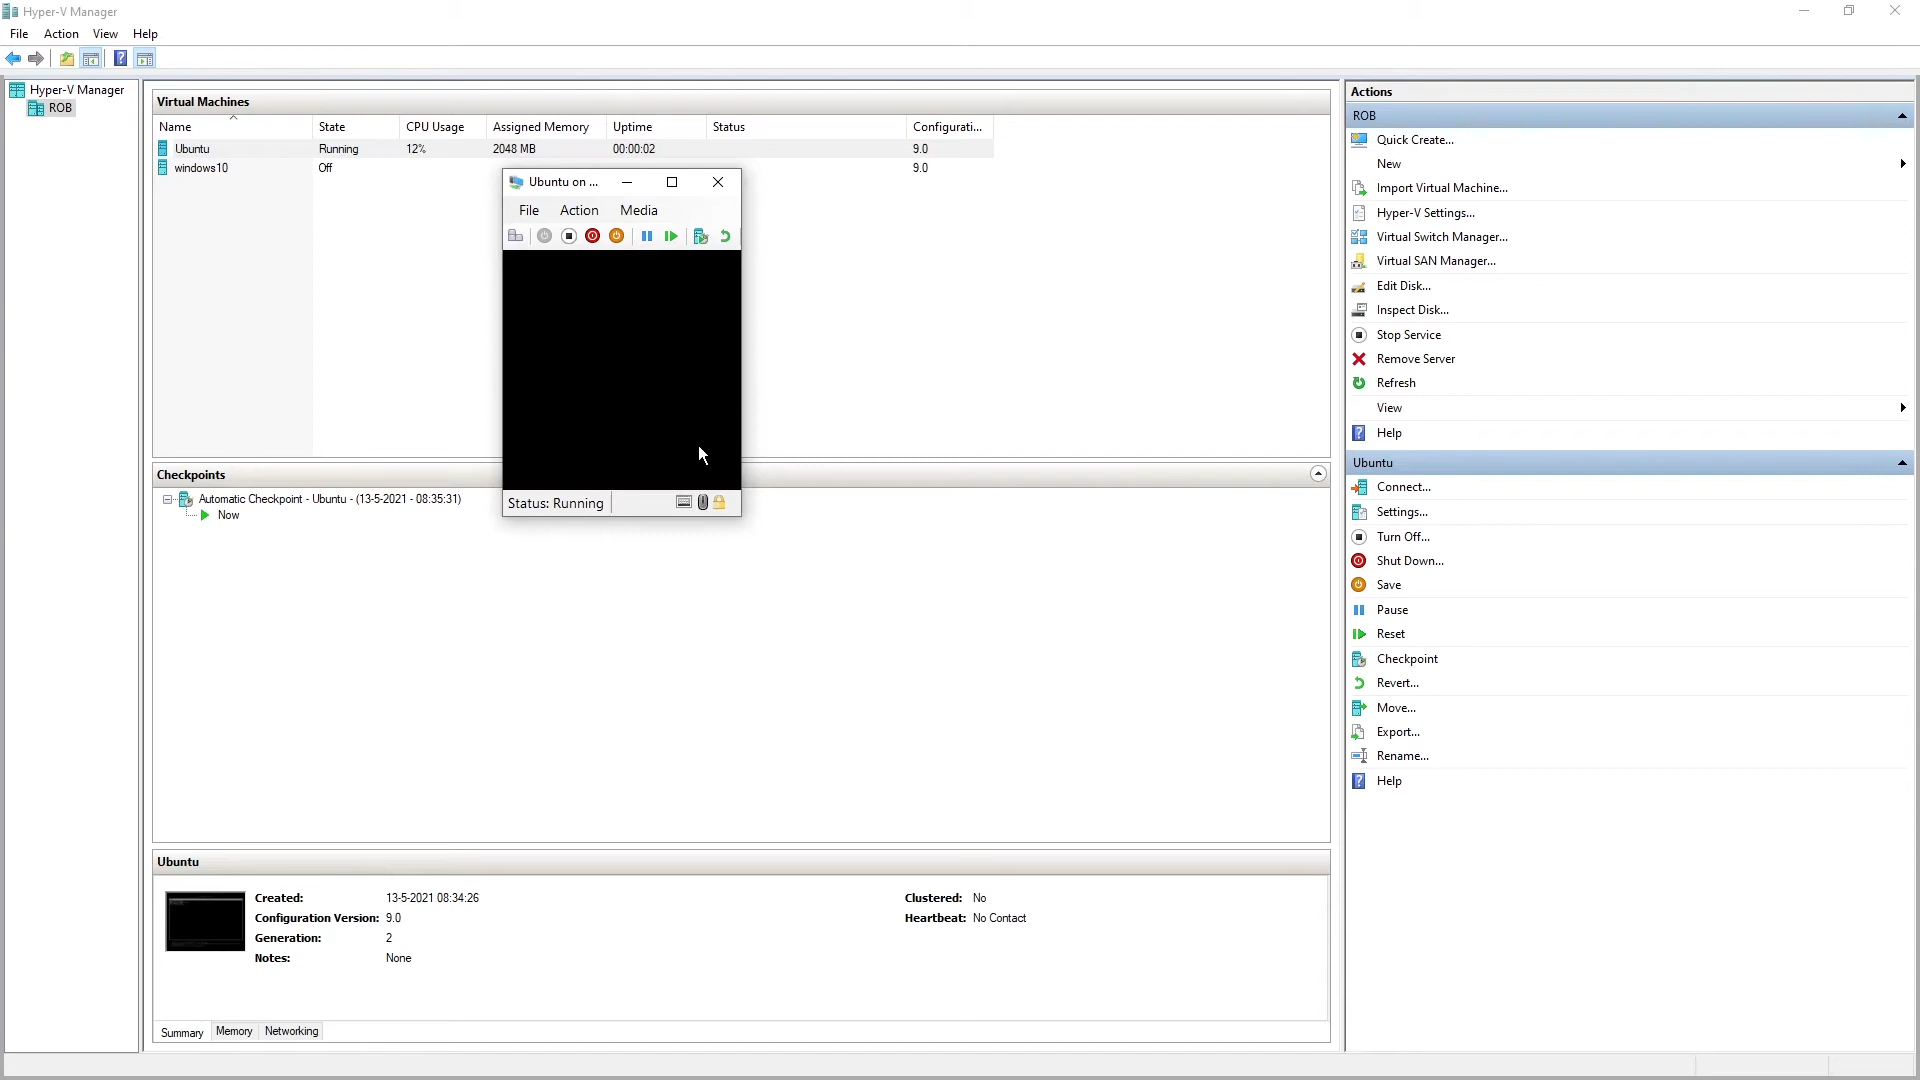 Hyper-V Manager
File Action View Help
Hyper-V Manager
ROB
Virtual Machines
Name State CPU Usage Assigned Memory Uptime Status Configurati...
Ubuntu Running 12% 2048 MB 00:00:02 9.0
windows10 Off 9.0
Ubuntu on ...
File Action Media
Status: Running
Checkpoints
Automatic Checkpoint - Ubuntu - (13-5-2021 - 08:35:31)
Now
Ubuntu
Created: 13-5-2021 08:34:26 Clustered: No
Configuration Version: 9.0 Heartbeat: No Contact
Generation: 2
Notes: None
Summary Memory Networking
Actions
ROB
Quick Create...
New
Import Virtual Machine...
Hyper-V Settings...
Virtual Switch Manager...
Virtual SAN Manager...
Edit Disk...
Inspect Disk...
Stop Service
Remove Server
Refresh
View
Help
Ubuntu
Connect...
Settings...
Turn Off...
Shut Down...
Save
Pause
Reset
Checkpoint
Revert...
Move...
Export...
Rename...
Help